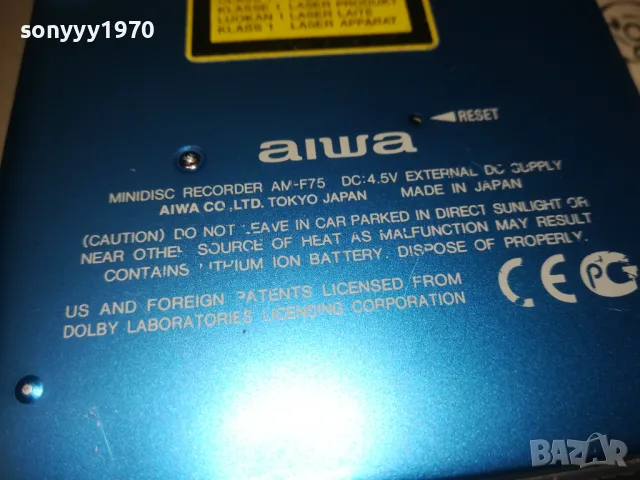 sonyyy1970
KLASSE 1 LASER PRODUKT
LUOKAN 1 LASER LAITE
KLASS 1 LASER APPARAT
RESET
aiwa
MINIDISC RECORDER AM-F75 DC:4.5V EXTERNAL DC SUPPLY
AIWA CO.,LTD. TOKYO JAPAN MADE IN JAPAN
(CAUTION) DO NOT LEAVE IN CAR PARKED IN DIRECT SUNLIGHT OR
NEAR OTHER SOURCE OF HEAT AS MALFUNCTION MAY RESULT
CONTAINS LITHIUM ION BATTERY. DISPOSE OF PROPERLY.
CE PC
US AND FOREIGN PATENTS LICENSED FROM
DOLBY LABORATORIES LICENSING CORPORATION
BAZAR